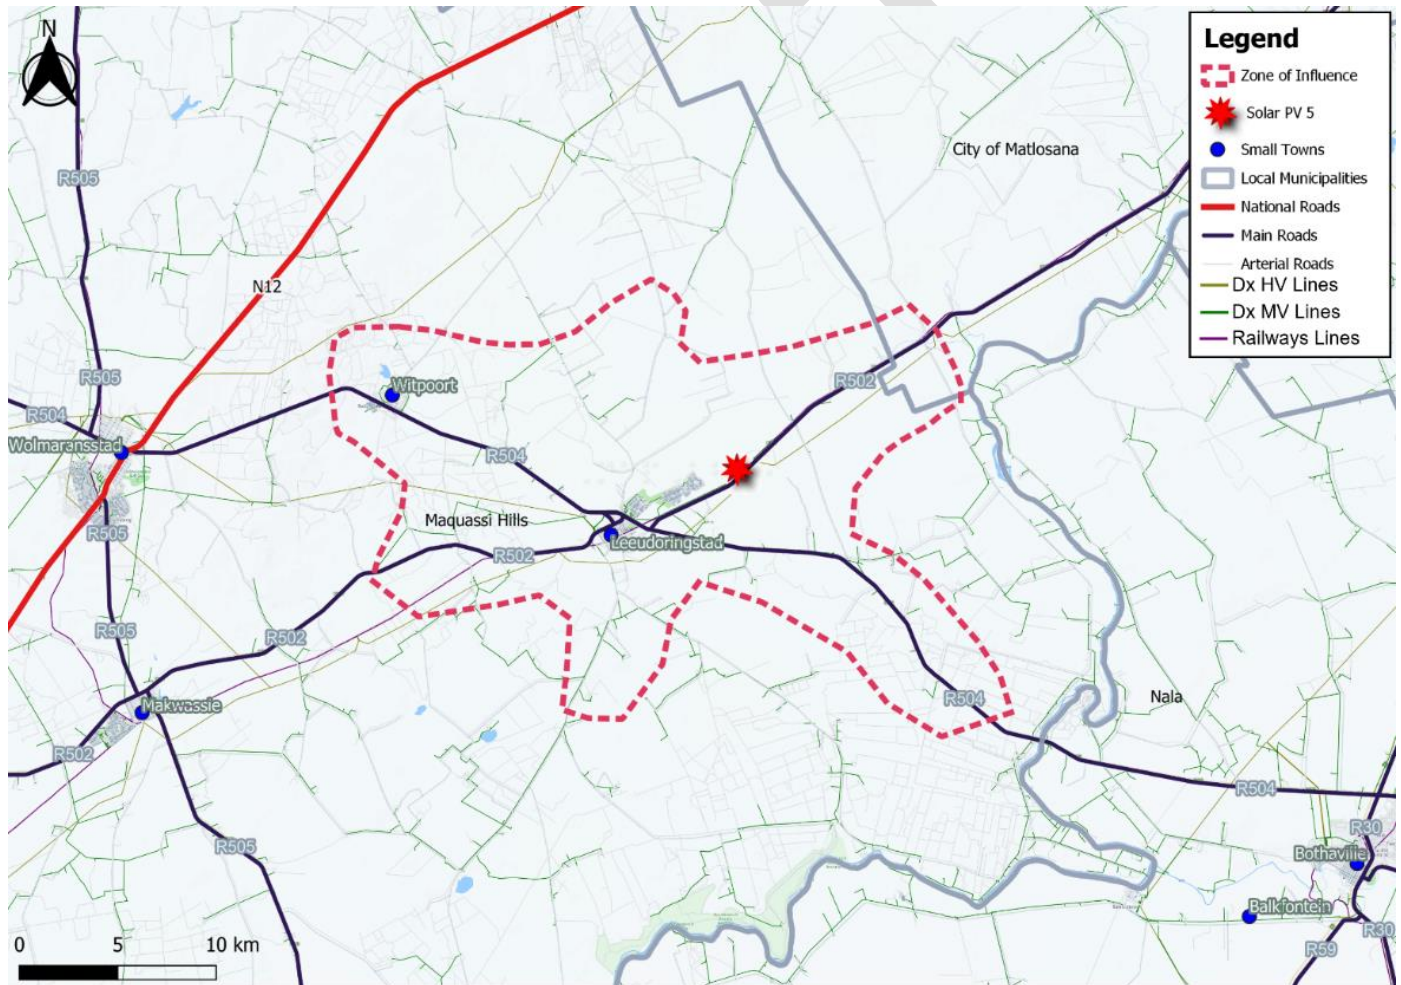 N
Legend
Zone of Influence
Solar PV 5
Small Towns
Local Municipalities
National Roads
Main Roads
Arterial Roads
Dx HV Lines
Dx MV Lines
Railways Lines
City of Matlosana
R505
N12
R505
R502
Witpoort
R504
Wolmaransstad
R504
Maquassi Hills
R505
Leeudoringstad
R502
R505
R502
Makwassie
Nala
R504
R502
R504
R505
R30
Bothaville
Balkfontein
R30
R59
0 5 10 km